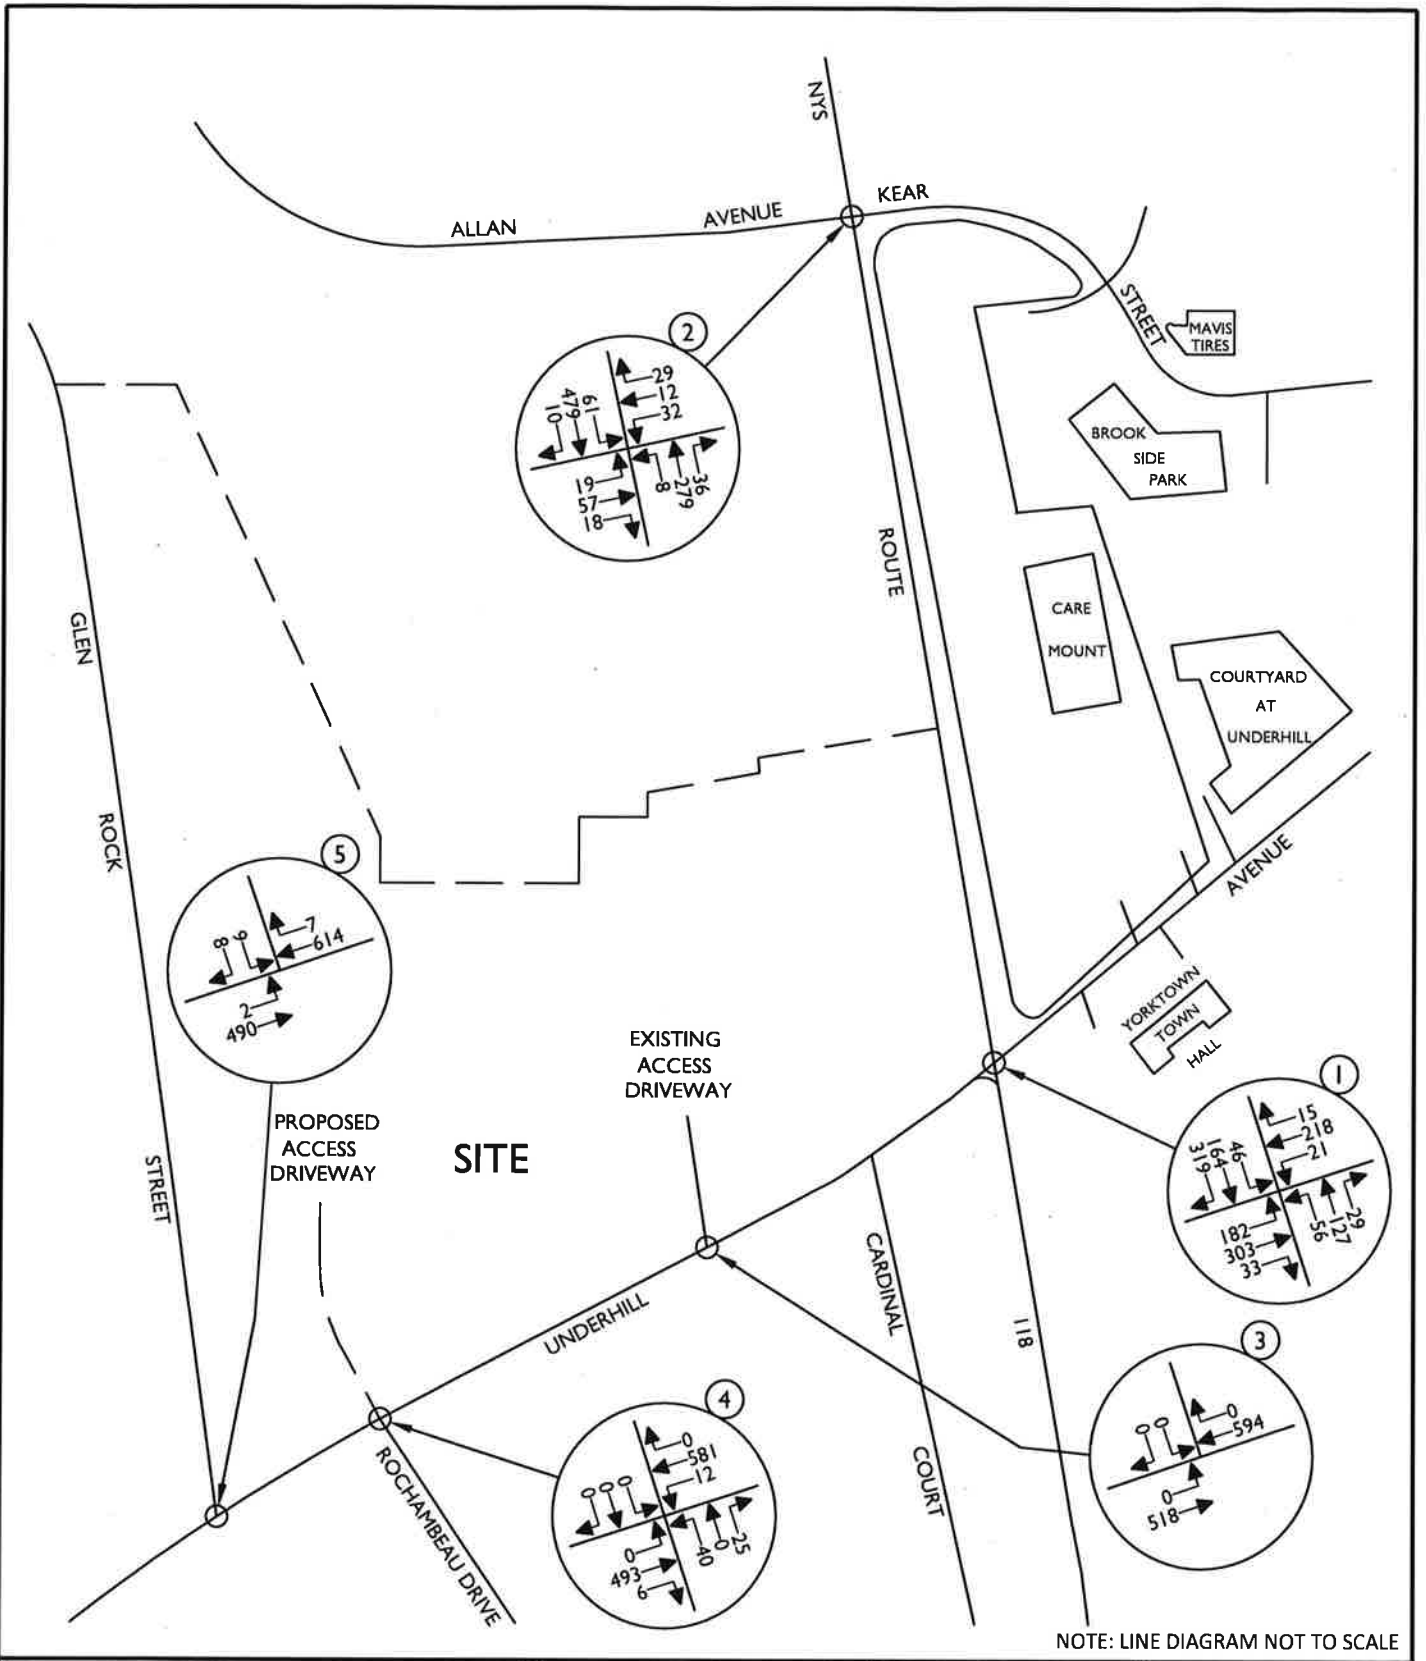 NYS
KEAR
ALLAN
AVENUE
STREET
MAVIS
TIRES
2
29
12
32
61
479
10
19
57
18
8
279
36
BROOK
SIDE
PARK
ROUTE
CARE
MOUNT
GLEN
COURTYARD
AT
UNDERHILL
ROCK
AVENUE
5
7
614
9
8
2
490
YORKTOWN
TOWN
HALL
EXISTING
ACCESS
DRIVEWAY
1
15
218
21
46
164
319
182
303
33
56
127
29
PROPOSED
ACCESS
DRIVEWAY
SITE
STREET
CARDINAL
UNDERHILL
118
3
0
594
0
0
0
518
4
0
581
12
0
0
0
0
493
6
40
0
25
COURT
ROCHAMBEAU DRIVE
NOTE: LINE DIAGRAM NOT TO SCALE